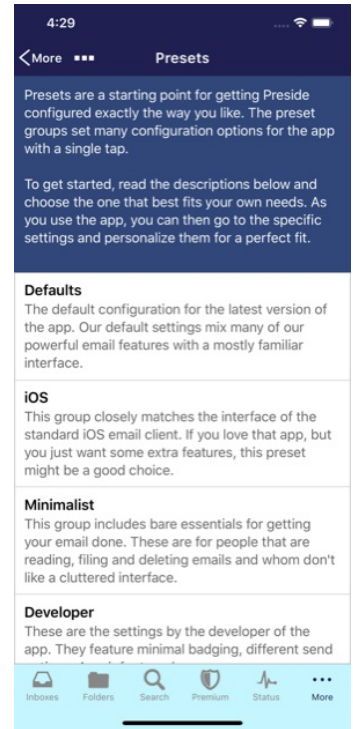 4:29
More
Presets
Presets are a starting point for getting Preside
configured exactly the way you like. The preset
groups set many configuration options for the app
with a single tap.
To get started, read the descriptions below and
choose the one that best fits your own needs. As
you use the app, you can then go to the specific
settings and personalize them for a perfect fit.
Defaults
The default configuration for the latest version of
the app. Our default settings mix many of our
powerful email features with a mostly familiar
interface.
iOS
This group closely matches the interface of the
standard iOS email client. If you love that app, but
you just want some extra features, this preset
might be a good choice.
Minimalist
This group includes bare essentials for getting
your email done. These are for people that are
reading, filing and deleting emails and whom don't
like a cluttered interface.
Developer
These are the settings by the developer of the
app. They feature minimal badging, different send
Inboxes Folders Search Premium Status More